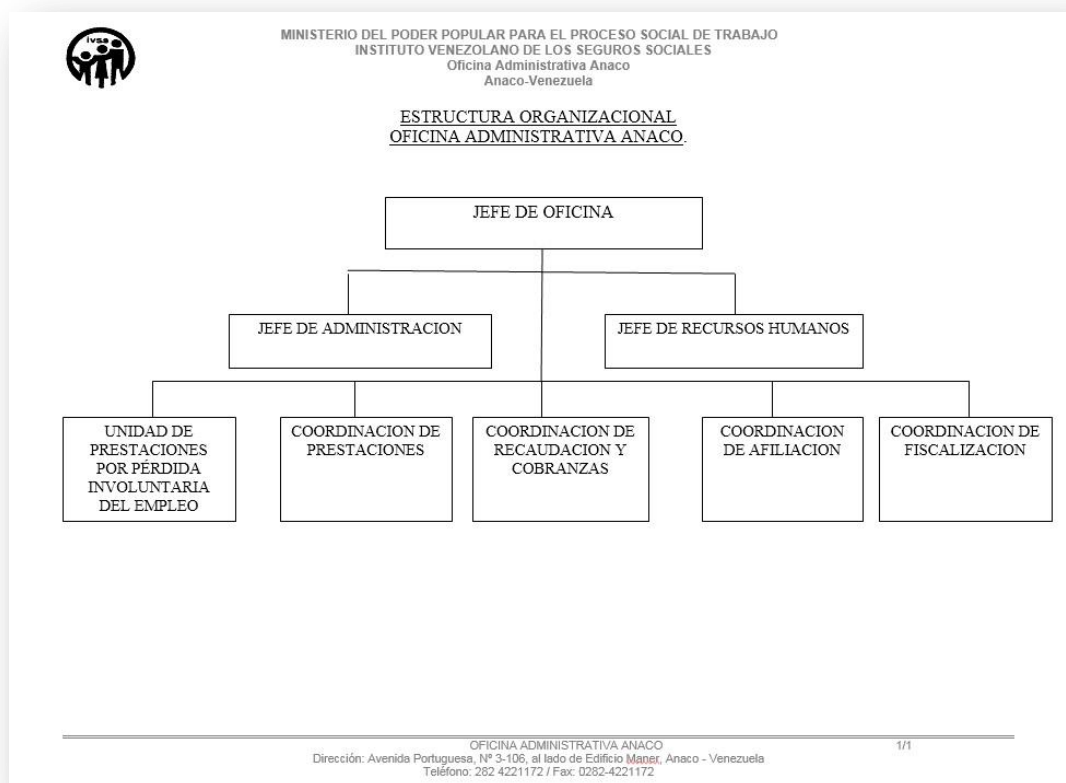 ivss
MINISTERIO DEL PODER POPULAR PARA EL PROCESO SOCIAL DE TRABAJO
INSTITUTO VENEZOLANO DE LOS SEGUROS SOCIALES
Oficina Administrativa Anaco
Anaco-Venezuela
ESTRUCTURA ORGANIZACIONAL
OFICINA ADMINISTRATIVA ANACO.
JEFE DE OFICINA
JEFE DE ADMINISTRACION
JEFE DE RECURSOS HUMANOS
UNIDAD DE
PRESTACIONES
POR PÉRDIDA
INVOLUNTARIA
DEL EMPLEO
COORDINACION DE
PRESTACIONES
COORDINACION DE
RECAUDACION Y
COBRANZAS
COORDINACION
DE AFILIACION
COORDINACION DE
FISCALIZACION
OFICINA ADMINISTRATIVA ANACO
1/1
Dirección: Avenida Portuguesa, Nº 3-106, al lado de Edificio Maner, Anaco - Venezuela
Teléfono: 282 4221172 / Fax: 0282-4221172